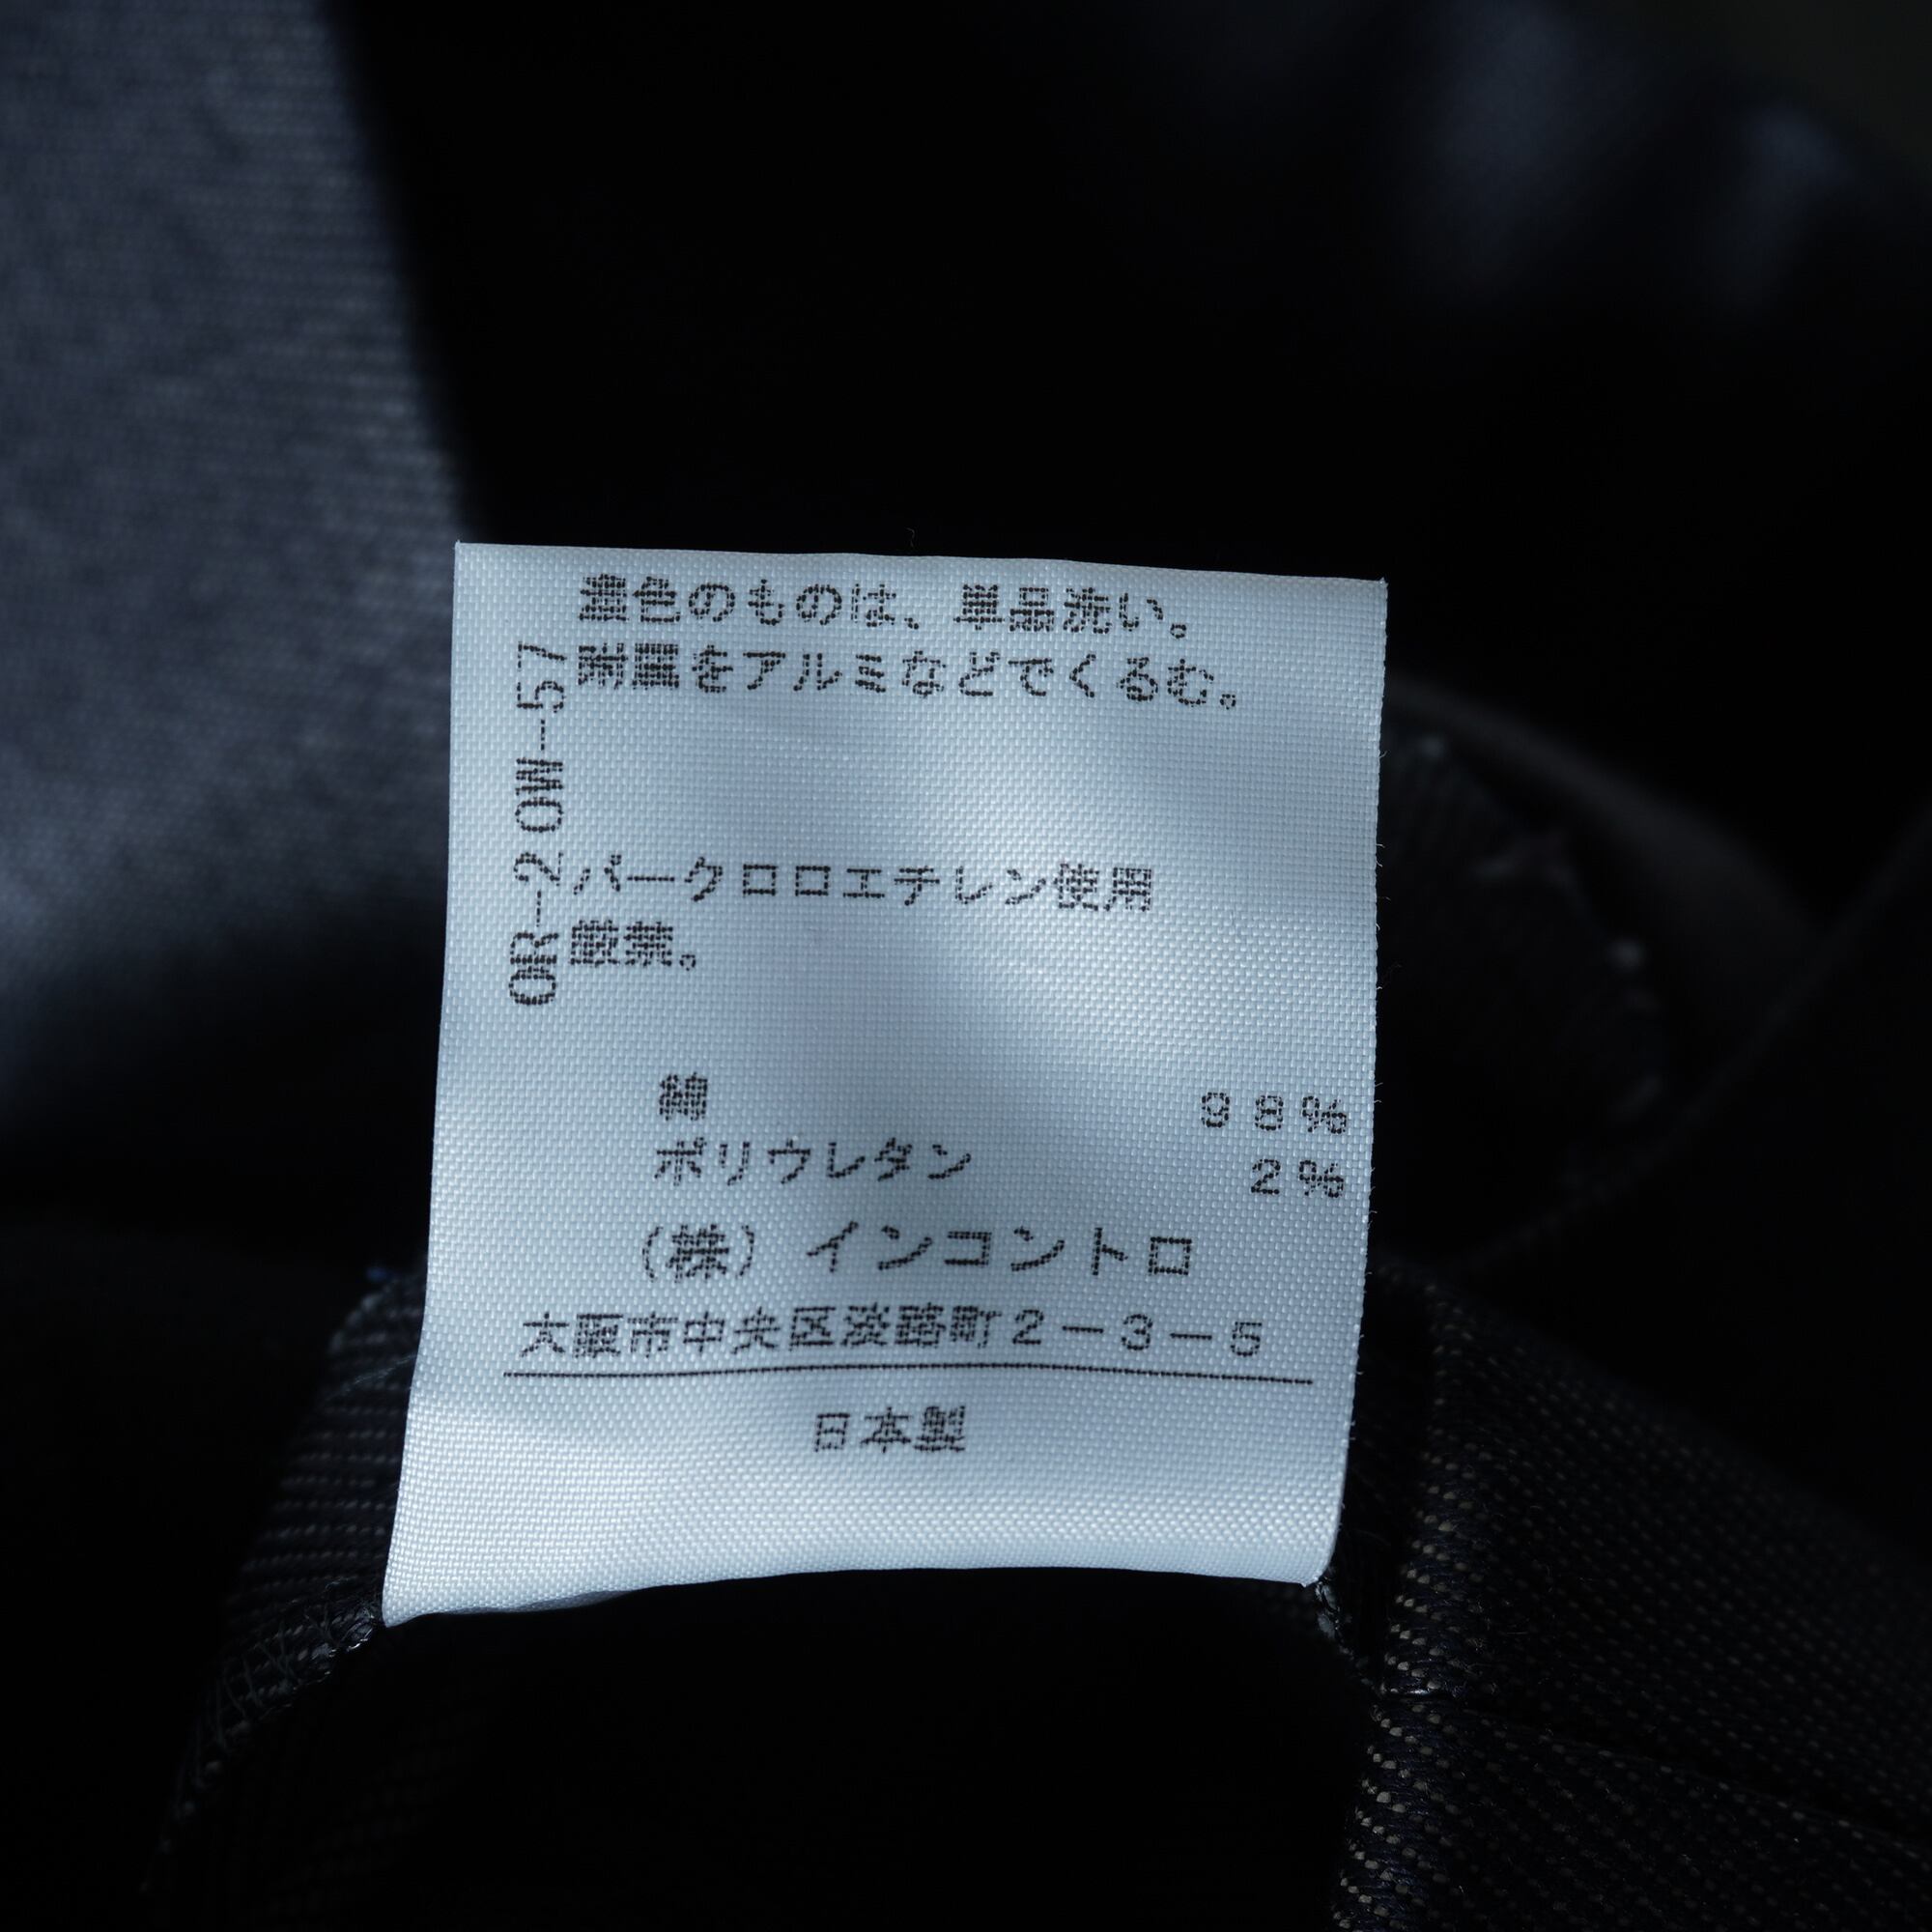 濃色のものは、単品洗い。
附属をアルミなどでくるむ。
OR-20W-57
パークロロエチレン使用
厳禁。
綿 98%
ポリウレタン 2%
(株) インコントロ
大阪市中央区淡路町2-3-5
日本製